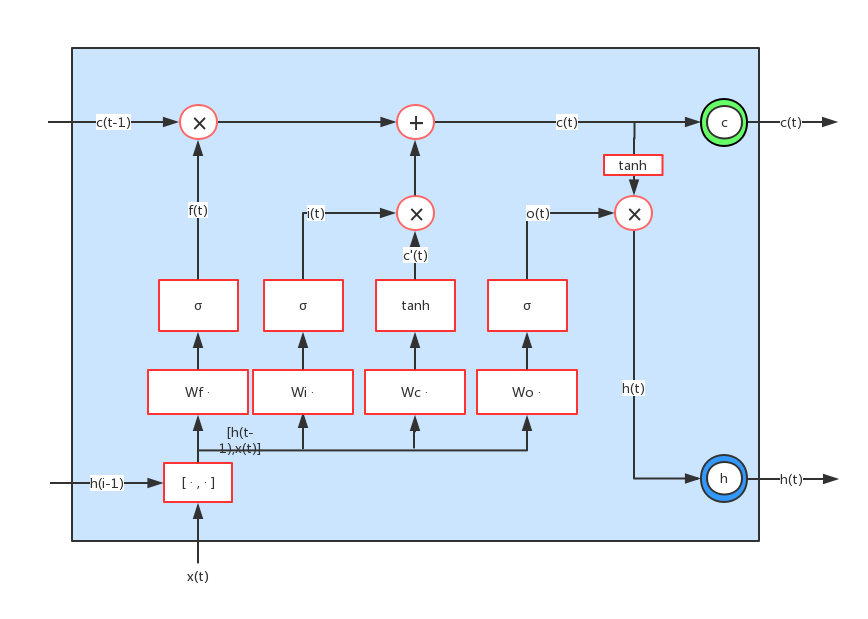 c(t-1)
×
+
c(t)
c
c(t)
tanh
f(t)
i(t)
×
o(t)
×
c'(t)
σ
σ
tanh
σ
Wf ·
Wi ·
Wc ·
Wo ·
h(t)
[h(t-
1),x(t)]
h(i-1)
[ · , · ]
h
h(t)
x(t)